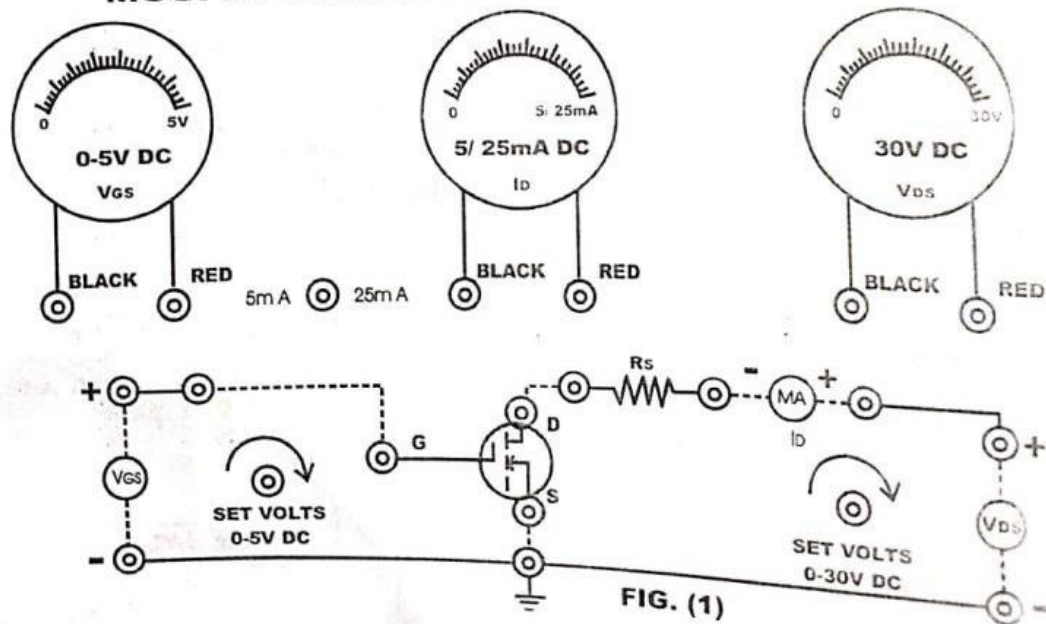 0
5V
0-5V DC
VGS
BLACK
RED
0
5/ 25mA
5/ 25mA DC
ID
BLACK
RED
0
30V
30V DC
VDS
BLACK
RED
5mA
25mA
+
VGS
-
SET VOLTS
0-5V DC
G
D
S
RS
-
MA
+
ID
SET VOLTS
0-30V DC
+
VDS
-
FIG. (1)